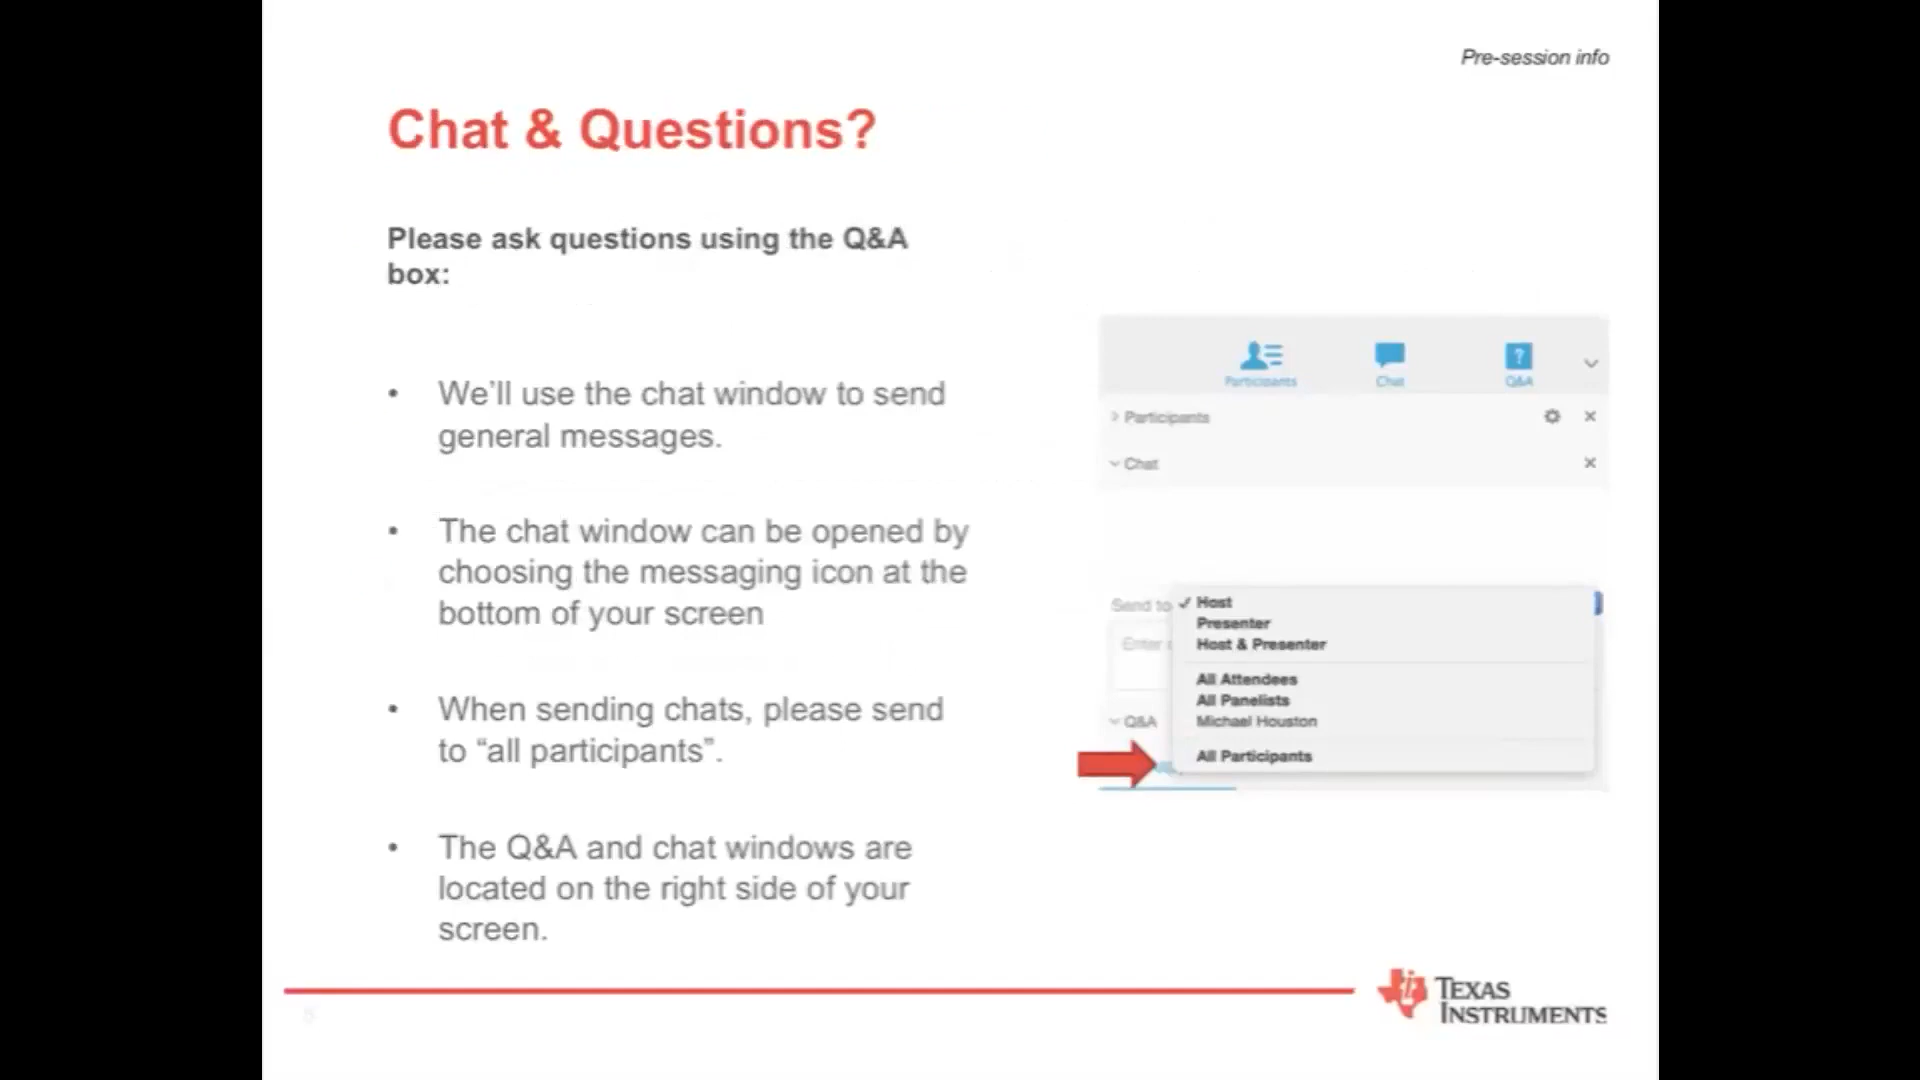 Pre-session info
Chat & Questions?
Please ask questions using the Q&A
box:
• We'll use the chat window to send
general messages.
• The chat window can be opened by
choosing the messaging icon at the
bottom of your screen
• When sending chats, please send
to “all participants”.
• The Q&A and chat windows are
located on the right side of your
screen.
Participants
Chat
Q&A
Participants
Chat
Send to
✓ Host
Presenter
Host & Presenter
Enter
All Attendees
All Panelists
Michael Houston
Q&A
All Participants
TEXAS
INSTRUMENTS